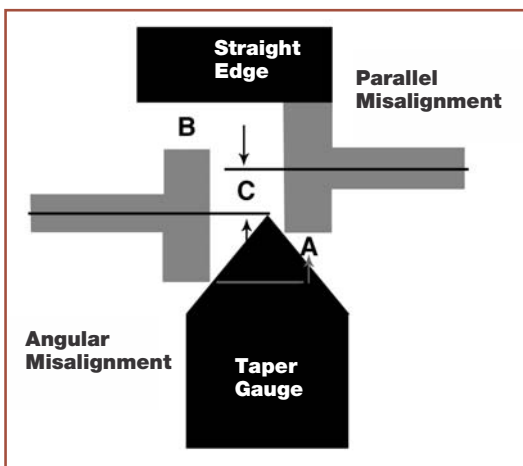 Straight
Edge
Parallel
Misalignment
B
C
A
Angular
Misalignment
Taper
Gauge